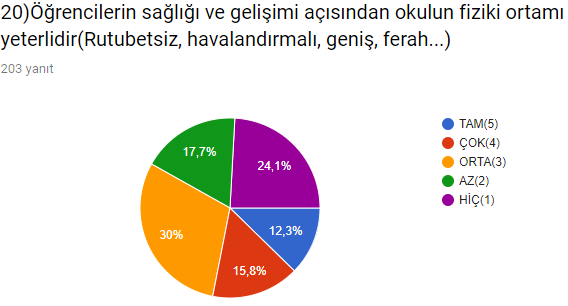 20)Öğrencilerin sağlığı ve gelişimi açısından okulun fiziki ortamı
yeterlidir(Rutubetsiz, havalandırmalı, geniş, ferah...)
203 yanıt
TAM(5)
ÇOK(4)
ORTA(3)
AZ(2)
HİÇ(1)
17,7%
24,1%
12,3%
30%
15,8%